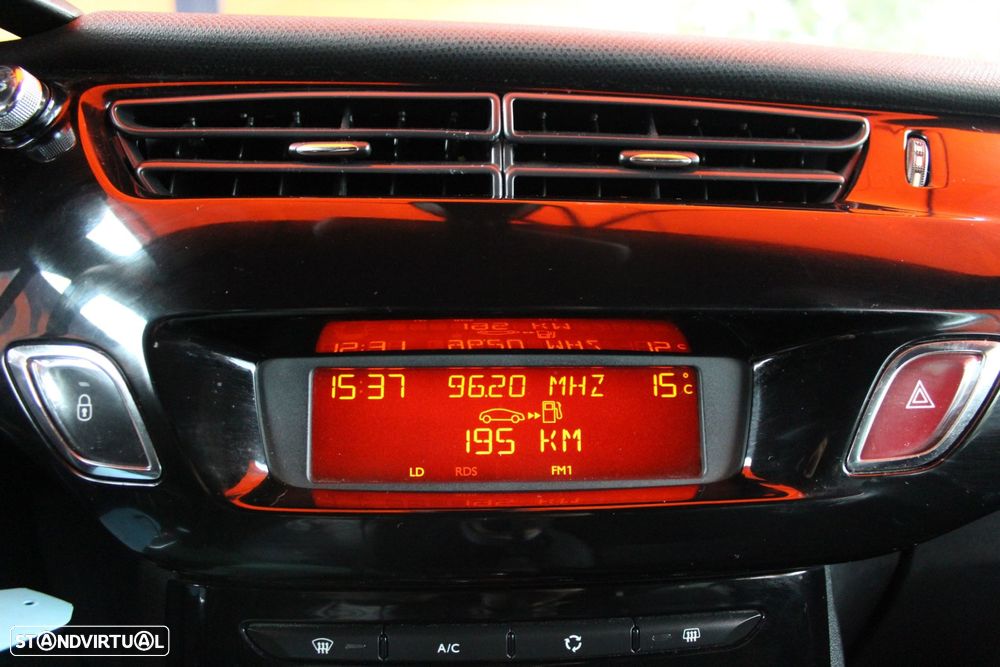 15:37 96.20 MHZ 15°C
195 KM
LD RDS FM1
A/C
STANDVIRTUAL